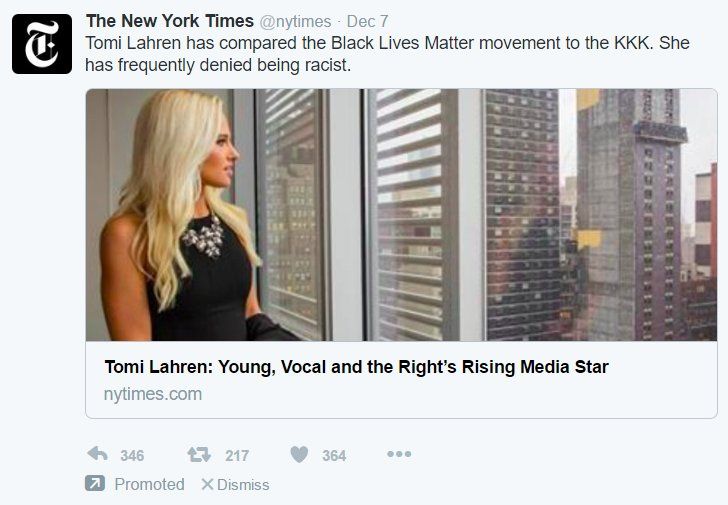 The New York Times @nytimes · Dec 7
Tomi Lahren has compared the Black Lives Matter movement to the KKK. She
has frequently denied being racist.
Tomi Lahren: Young, Vocal and the Right's Rising Media Star
nytimes.com
346 217 364
Promoted Dismiss